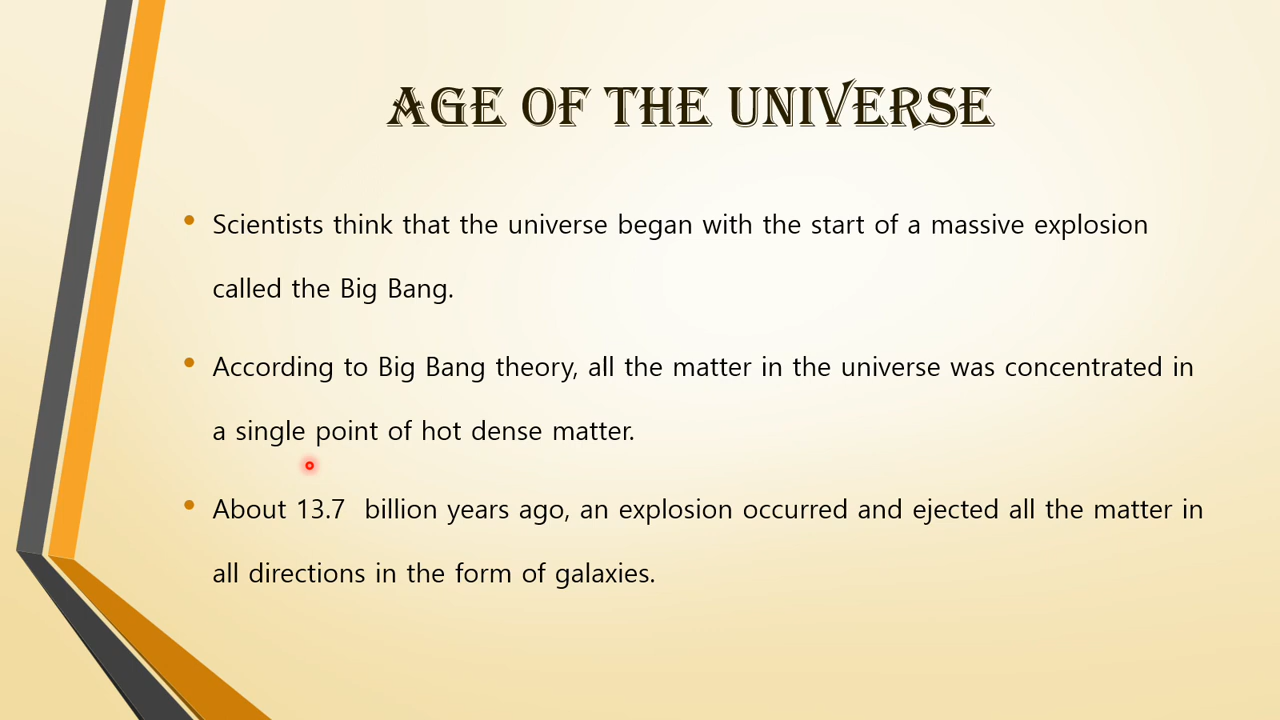 AGE OF THE UNIVERSE
• Scientists think that the universe began with the start of a massive explosion
called the Big Bang.
• According to Big Bang theory, all the matter in the universe was concentrated in
a single point of hot dense matter.
• About 13.7  billion years ago, an explosion occurred and ejected all the matter in
all directions in the form of galaxies.